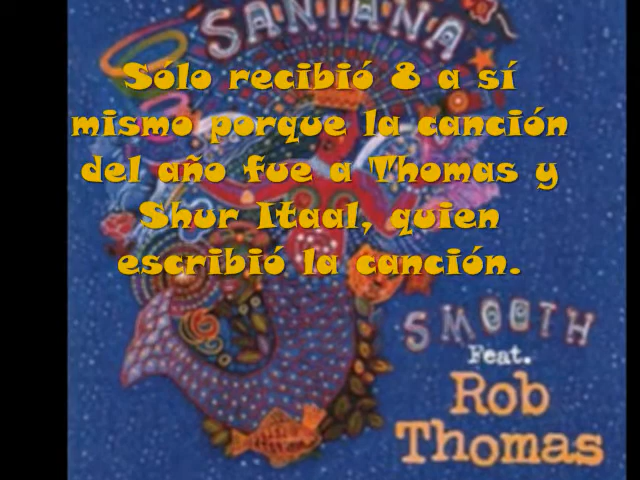 SANTANA
Sólo recibió 8 a sí
mismo porque la canción
del año fue a Thomas y
Shur Itaal, quien
escribió la canción.
SMOOTH
Feat.
Rob
Thomas